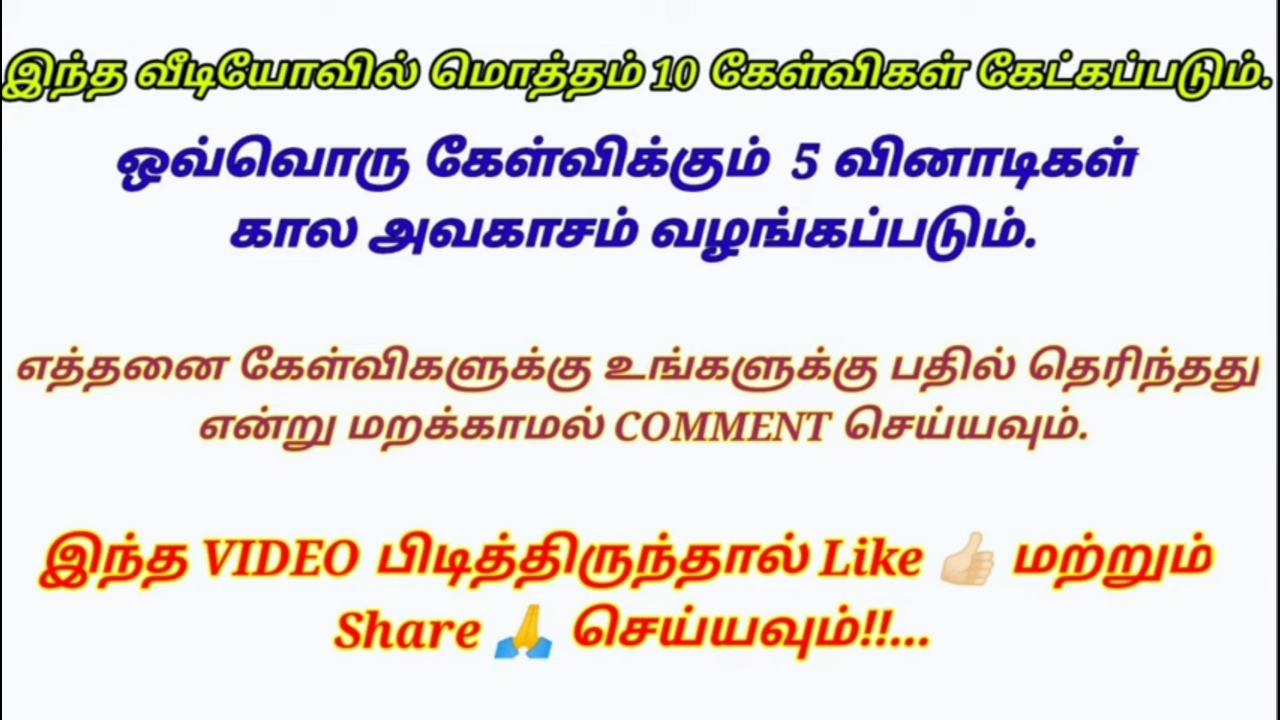 இந்த வீடியோவில் மொத்தம் 10 கேள்விகள் கேட்கப்படும்.
ஒவ்வொரு கேள்விக்கும் 5 வினாடிகள்
கால அவகாசம் வழங்கப்படும்.
எத்தனை கேள்விகளுக்கு உங்களுக்கு பதில் தெரிந்தது
என்று மறக்காமல் COMMENT செய்யவும்.
இந்த VIDEO பிடித்திருந்தால் Like 👍🏻 மற்றும்
Share 🙏 செய்யவும்!!...